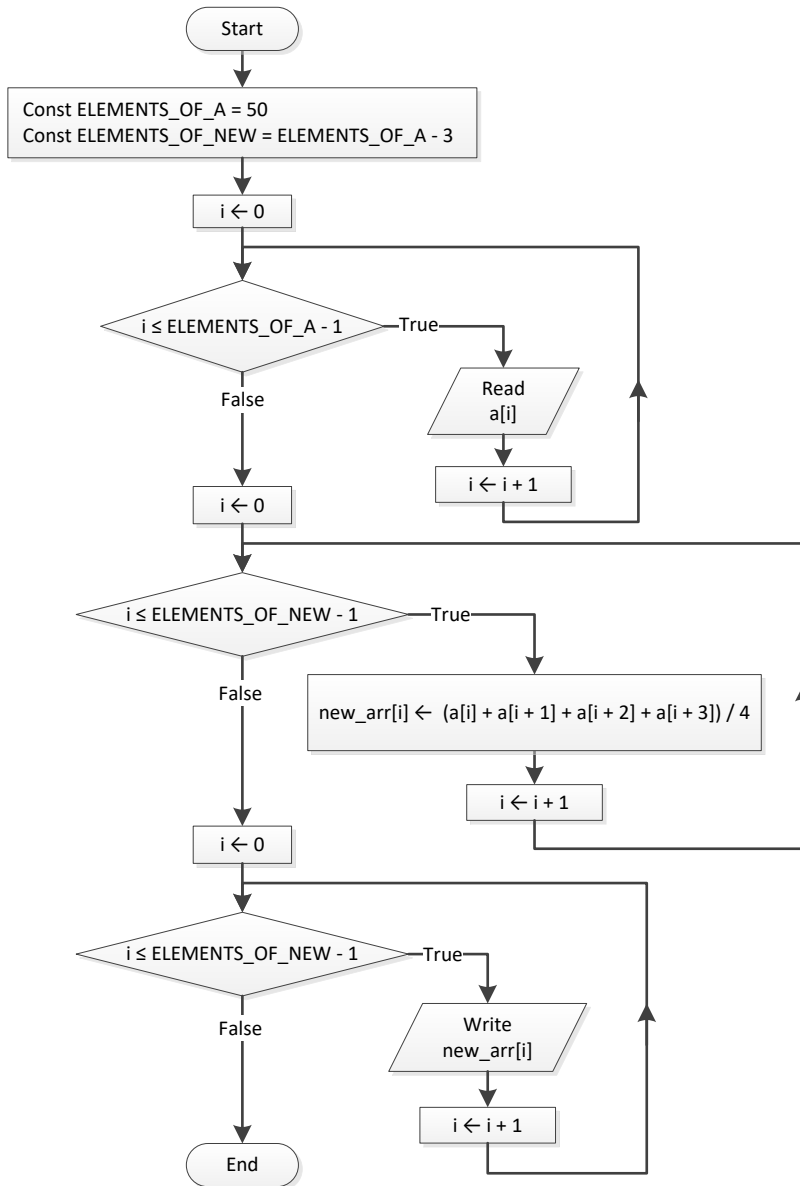 Start
Const ELEMENTS_OF_A = 50
Const ELEMENTS_OF_NEW = ELEMENTS_OF_A - 3
i ← 0
i ≤ ELEMENTS_OF_A - 1
True
Read
a[i]
False
i ← i + 1
i ← 0
i ≤ ELEMENTS_OF_NEW - 1
True
False
new_arr[i] ← (a[i] + a[i + 1] + a[i + 2] + a[i + 3]) / 4
i ← i + 1
i ← 0
i ≤ ELEMENTS_OF_NEW - 1
True
False
Write
new_arr[i]
i ← i + 1
End